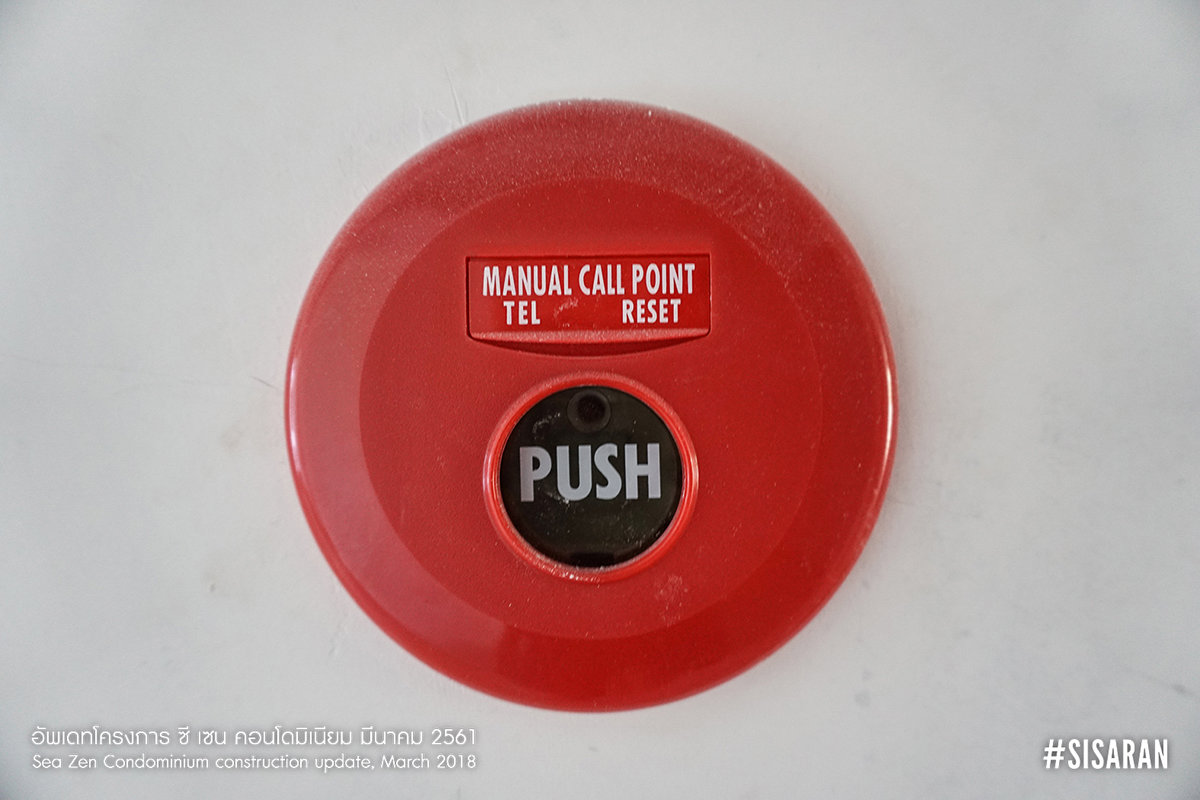 MANUAL CALL POINT
TEL RESET
PUSH
อัพเดทโครงการ ซี เซน คอนโดมิเนียม มีนาคม 2561
Sea Zen Condominium construction update, March 2018
#SISARAN